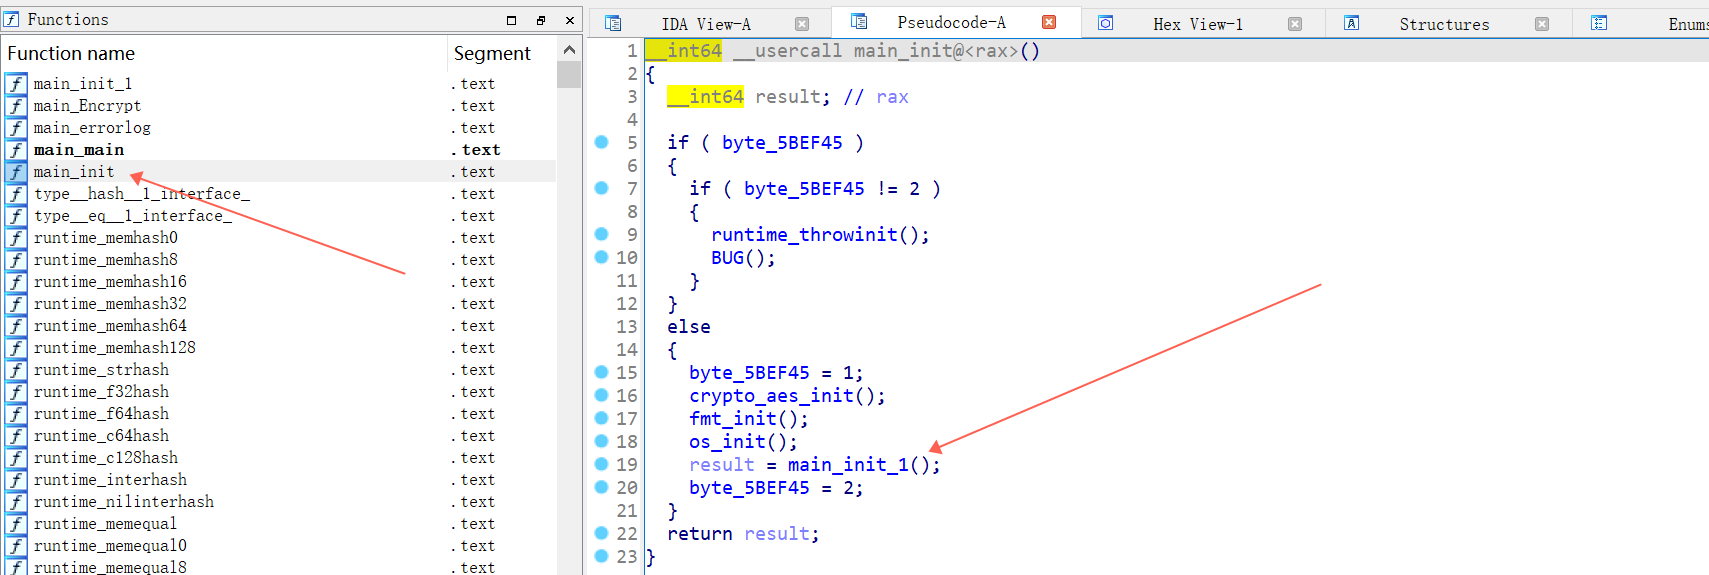 Functions
Function name Segment
main_init_1 .text
main_Encrypt .text
main_errorlog .text
main_main .text
main_init .text
type__hash__1_interface_ .text
type__eq__1_interface_ .text
runtime_memhash0 .text
runtime_memhash8 .text
runtime_memhash16 .text
runtime_memhash32 .text
runtime_memhash64 .text
runtime_memhash128 .text
runtime_strhash .text
runtime_f32hash .text
runtime_f64hash .text
runtime_c64hash .text
runtime_c128hash .text
runtime_interhash .text
runtime_nilinterhash .text
runtime_memequal .text
runtime_memequal0 .text
runtime_memequal8 .text
IDA View-A Pseudocode-A Hex View-1 Structures Enums
1 __int64 __usercall main_init@<rax>()
2 {
3 __int64 result; // rax
4
5 if ( byte_5BEF45 )
6 {
7 if ( byte_5BEF45 != 2 )
8 {
9 runtime_throwinit();
10 BUG();
11 }
12 }
13 else
14 {
15 byte_5BEF45 = 1;
16 crypto_aes_init();
17 fmt_init();
18 os_init();
19 result = main_init_1();
20 byte_5BEF45 = 2;
21 }
22 return result;
23 }